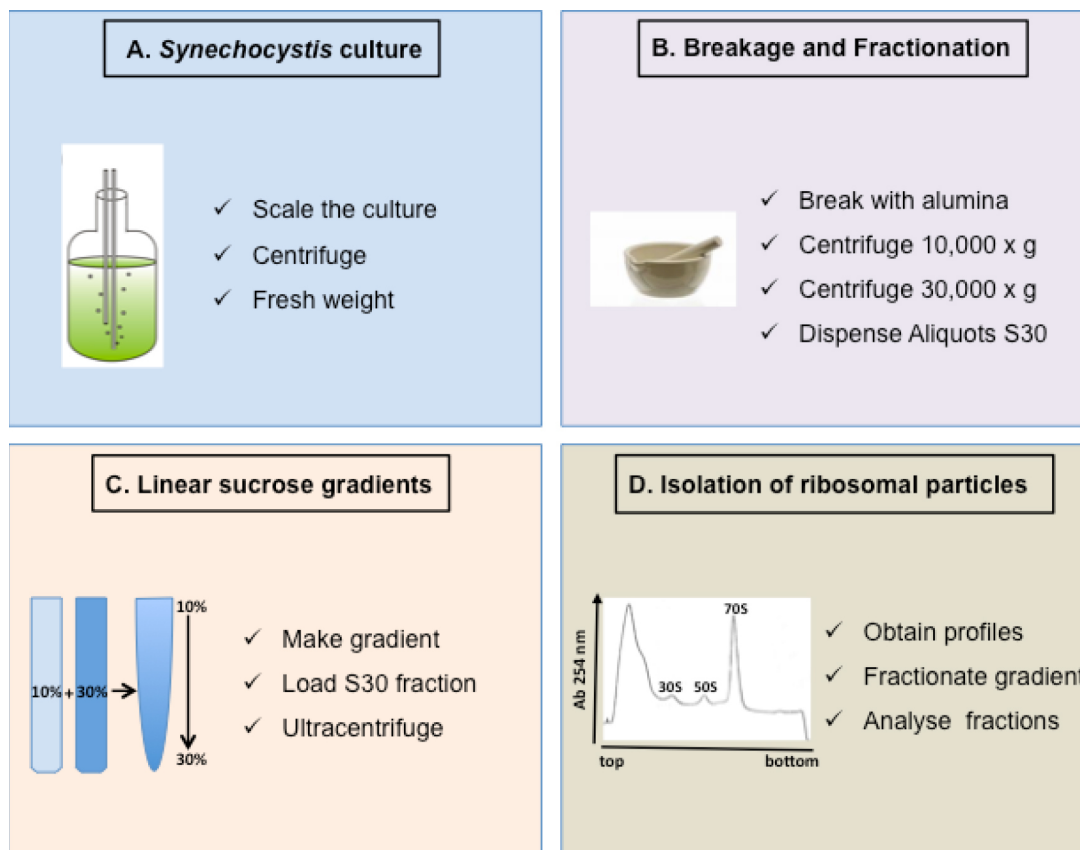 A. Synechocystis culture
✓ Scale the culture
✓ Centrifuge
✓ Fresh weight
B. Breakage and Fractionation
✓ Break with alumina
✓ Centrifuge 10,000 x g
✓ Centrifuge 30,000 x g
✓ Dispense Aliquots S30
C. Linear sucrose gradients
10% + 30%
10%
30%
✓ Make gradient
✓ Load S30 fraction
✓ Ultracentrifuge
D. Isolation of ribosomal particles
Ab 254 nm
30S
50S
70S
top
bottom
✓ Obtain profiles
✓ Fractionate gradient
✓ Analyse fractions